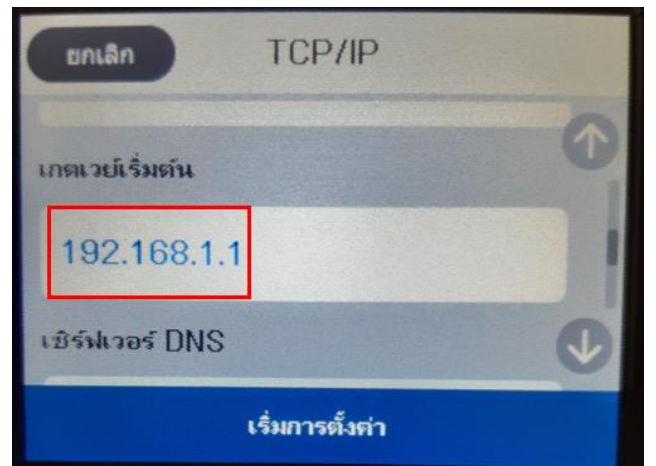 ยกเลิก
TCP/IP
เกตเวย์เริ่มต้น
192.168.1.1
เซิร์ฟเวอร์ DNS
เริ่มการตั้งค่า